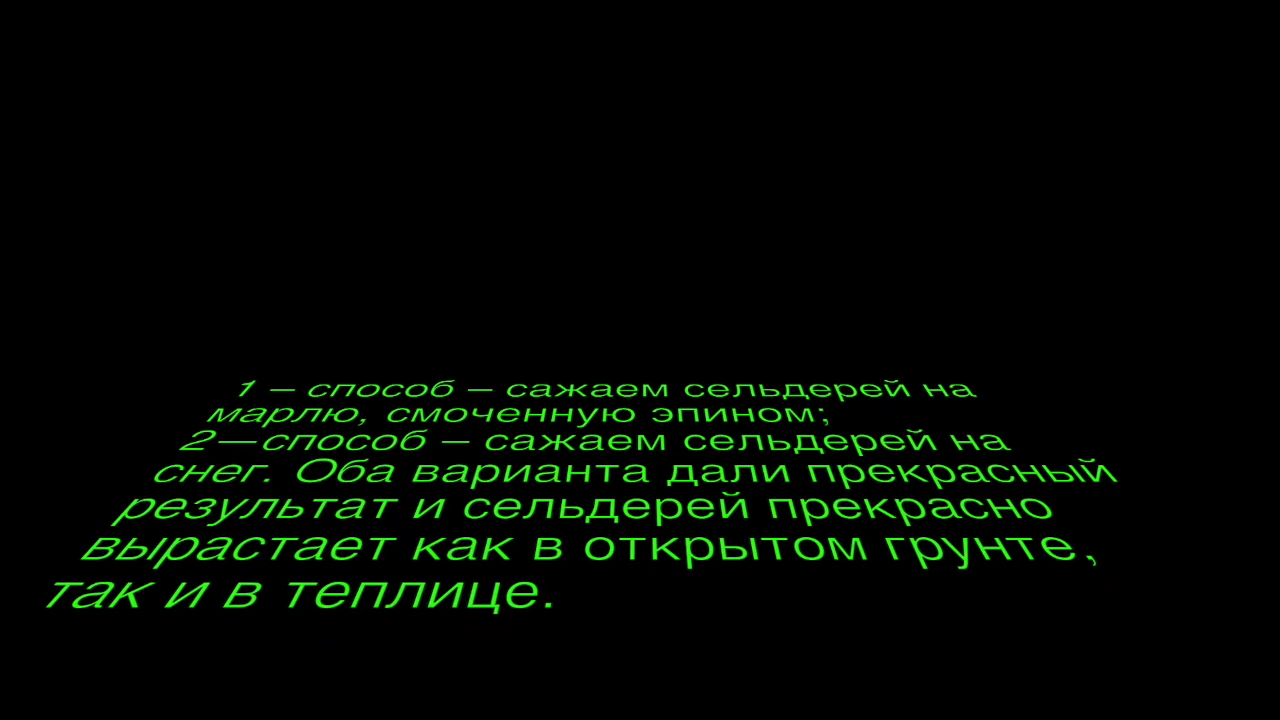 1 – способ – сажаем сельдерей на
марлю, смоченную эпином;
2—способ – сажаем сельдерей на
снег. Оба варианта дали прекрасный
результат и сельдерей прекрасно
вырастает как в открытом грунте,
так и в теплице.